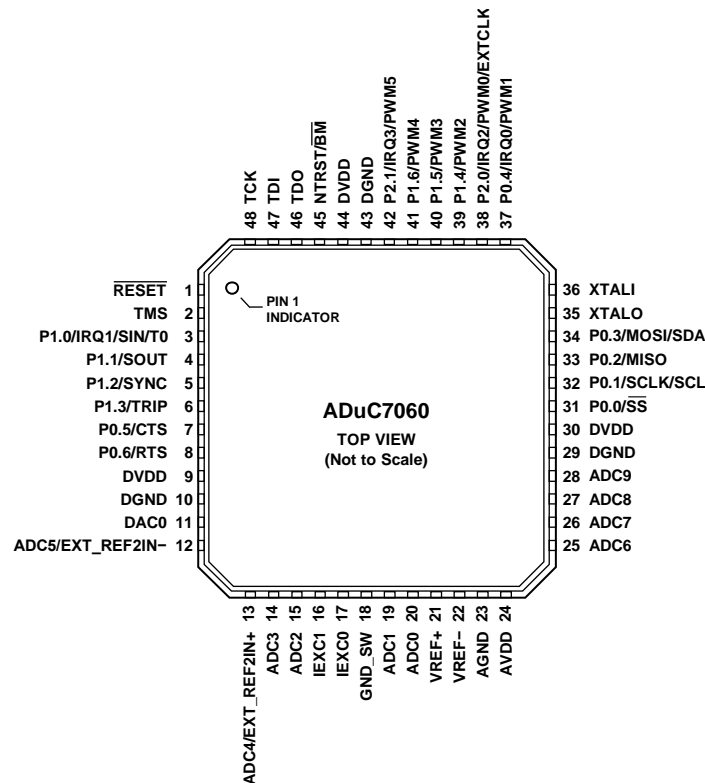 48 TCK
47 TDI
46 TDO
45 NTRST/BM
44 DVDD
43 DGND
42 P2.1/IRQ3/PWM5
41 P1.6/PWM4
40 P1.5/PWM3
39 P1.4/PWM2
38 P2.0/IRQ2/PWM0/EXTCLK
37 P0.4/IRQ0/PWM1
RESET 1
TMS 2
P1.0/IRQ1/SIN/T0 3
P1.1/SOUT 4
P1.2/SYNC 5
P1.3/TRIP 6
P0.5/CTS 7
P0.6/RTS 8
DVDD 9
DGND 10
DAC0 11
ADC5/EXT_REF2IN− 12
PIN 1
INDICATOR
ADuC7060
TOP VIEW
(Not to Scale)
36 XTALI
35 XTALO
34 P0.3/MOSI/SDA
33 P0.2/MISO
32 P0.1/SCLK/SCL
31 P0.0/SS
30 DVDD
29 DGND
28 ADC9
27 ADC8
26 ADC7
25 ADC6
ADC4/EXT_REF2IN+ 13
ADC3 14
ADC2 15
IEXC1 16
IEXC0 17
GND_SW 18
ADC1 19
ADC0 20
VREF+ 21
VREF− 22
AGND 23
AVDD 24